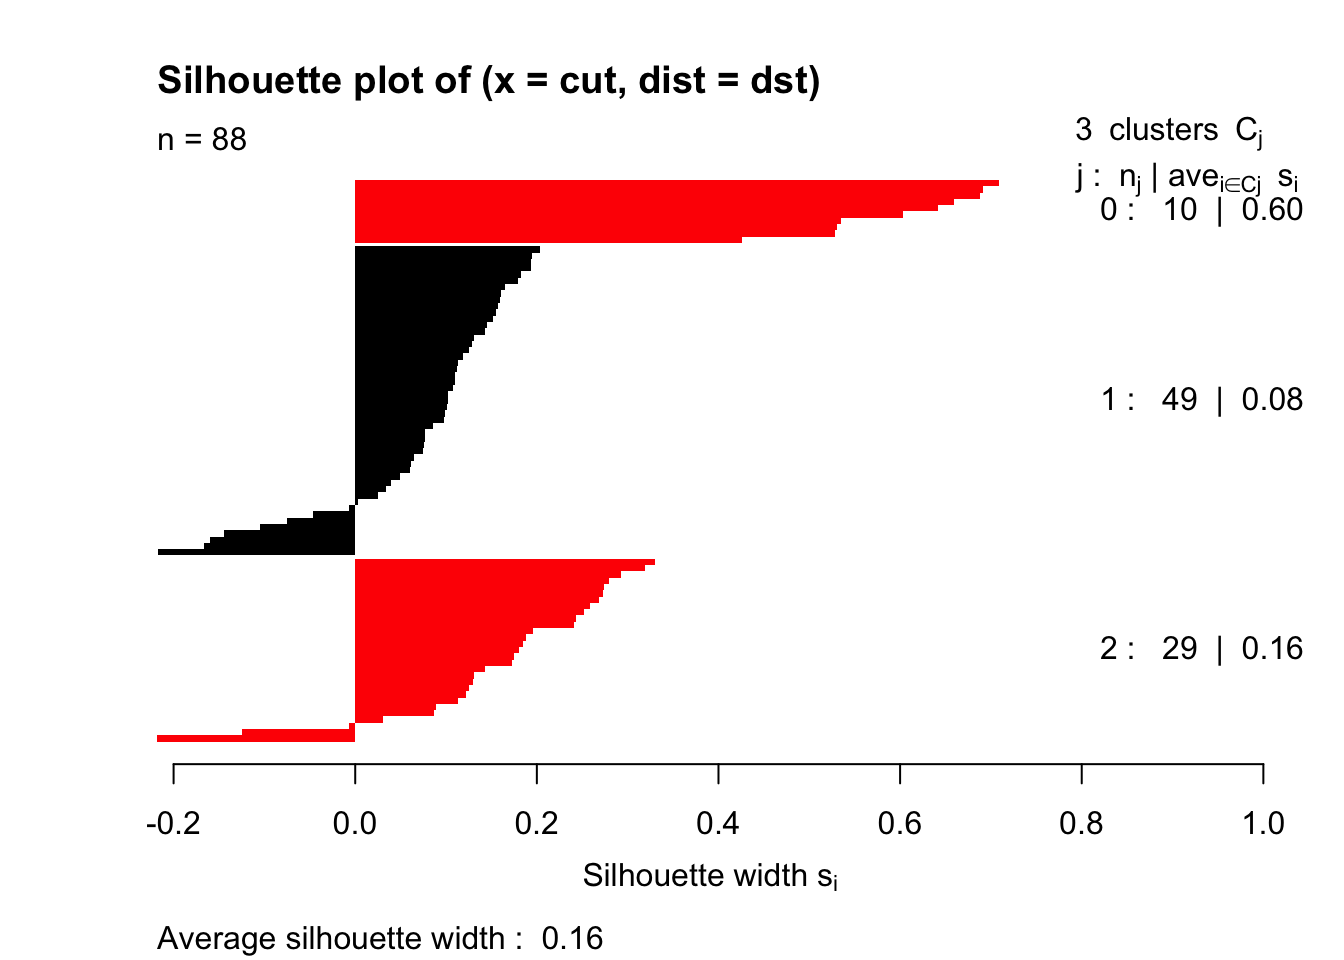 Silhouette plot of (x = cut, dist = dst)
n = 88
3 clusters Cj
j : nj | avei∈Cj si
0 : 10 | 0.60
1 : 49 | 0.08
2 : 29 | 0.16
-0.2 0.0 0.2 0.4 0.6 0.8 1.0
Silhouette width si
Average silhouette width : 0.16